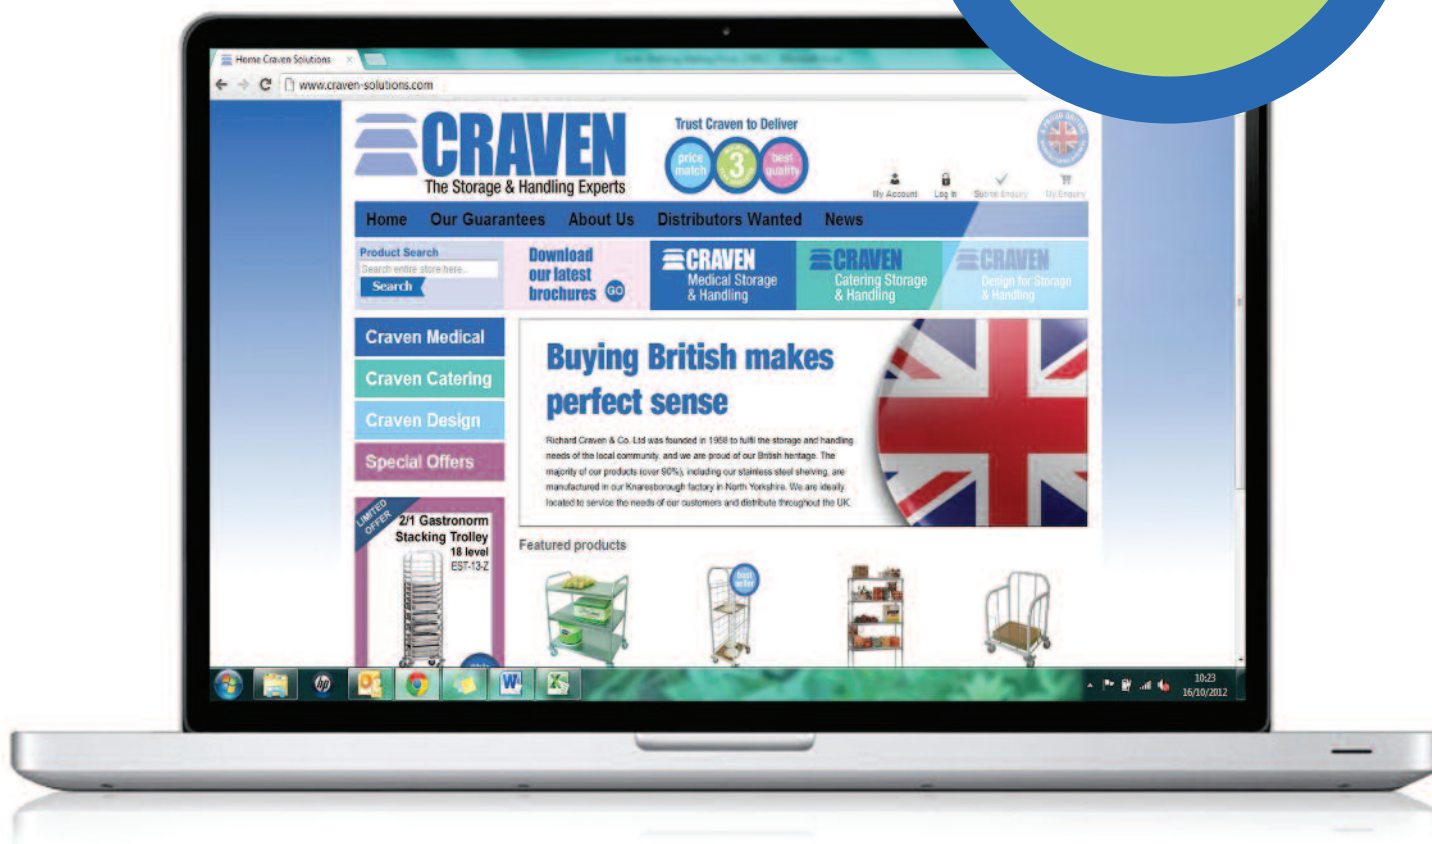 Home Craven Solutions
www.craven-solutions.com
CRAVEN
The Storage & Handling Experts
Trust Craven to Deliver
price match
3
best quality
My Account
Log In
Submit Enquiry
My Enquiry
Home
Our Guarantees
About Us
Distributors Wanted
News
Product Search
Search entire store here...
Search
Download
our latest
brochures GO
CRAVEN
Medical Storage
& Handling
CRAVEN
Catering Storage
& Handling
CRAVEN
Design for Storage
& Handling
Craven Medical
Craven Catering
Craven Design
Special Offers
Buying British makes
perfect sense
Richard Craven & Co. Ltd was founded in 1958 to fulfil the storage and handling
needs of the local community, and we are proud of our British heritage. The
majority of our products (over 90%), including our stainless steel shelving, are
manufactured in our Knaresborough factory in North Yorkshire. We are ideally
located to service the needs of our customers and distribute throughout the UK.
LIMITED
OFFER
2/1 Gastronorm
Stacking Trolley
18 level
EST-13-Z
Featured products
best
seller
hp
10:23
16/10/2012